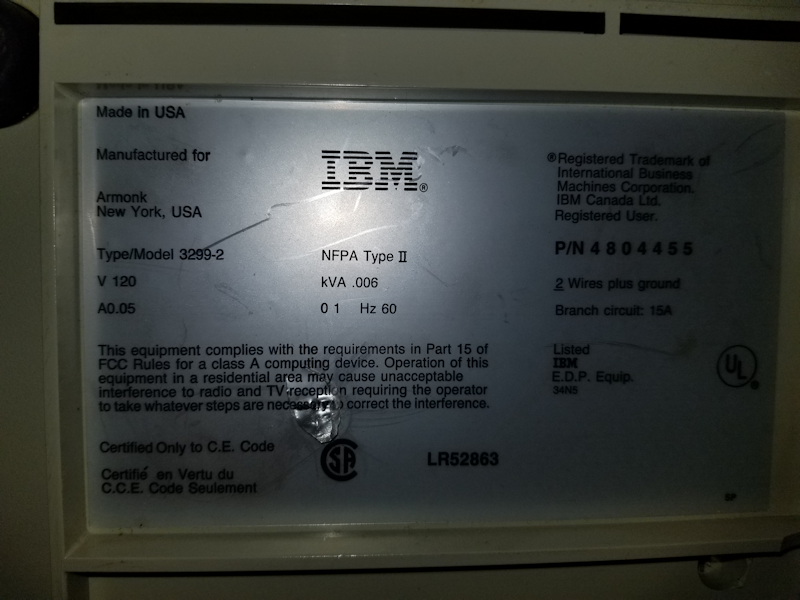 Made in USA
Manufactured for
IBM®
Armonk
New York, USA
Type/Model 3299-2
NFPA Type II
V 120
kVA .006
A0.05
0 1 Hz 60
® Registered Trademark of
International Business
Machines Corporation.
IBM Canada Ltd.
Registered User.
P/N 4804455
2 Wires plus ground
Branch circuit: 15A
This equipment complies with the requirements in Part 15 of
FCC Rules for a class A computing device. Operation of this
equipment in a residential area may cause unacceptable
interference to radio and TV reception requiring the operator
to take whatever steps are correct the interference.
Listed
IBM
E.D.P. Equip.
34N5
UL®
Certified Only to C.E. Code
Certifié en Vertu du
C.C.E. Code Seulement
CSA
LR52863